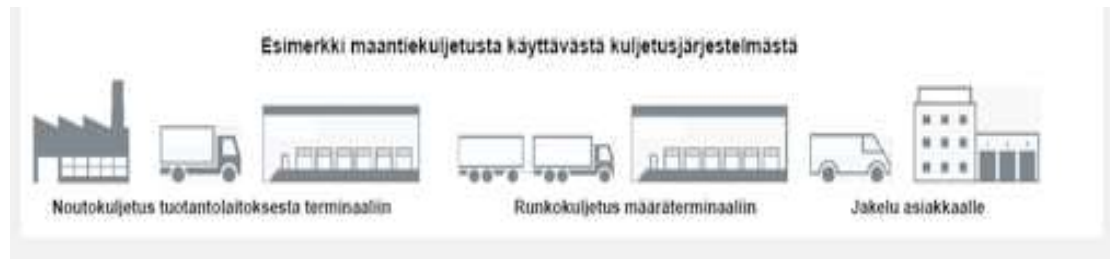 Esimerkki maantiekuljetusta käyttävästä kuljetusjärjestelmästä
Noutokuljetus tuotantolaitoksesta terminaaliin
Runkokuljetus määräterminaaliin
Jakelu asiakkaalle